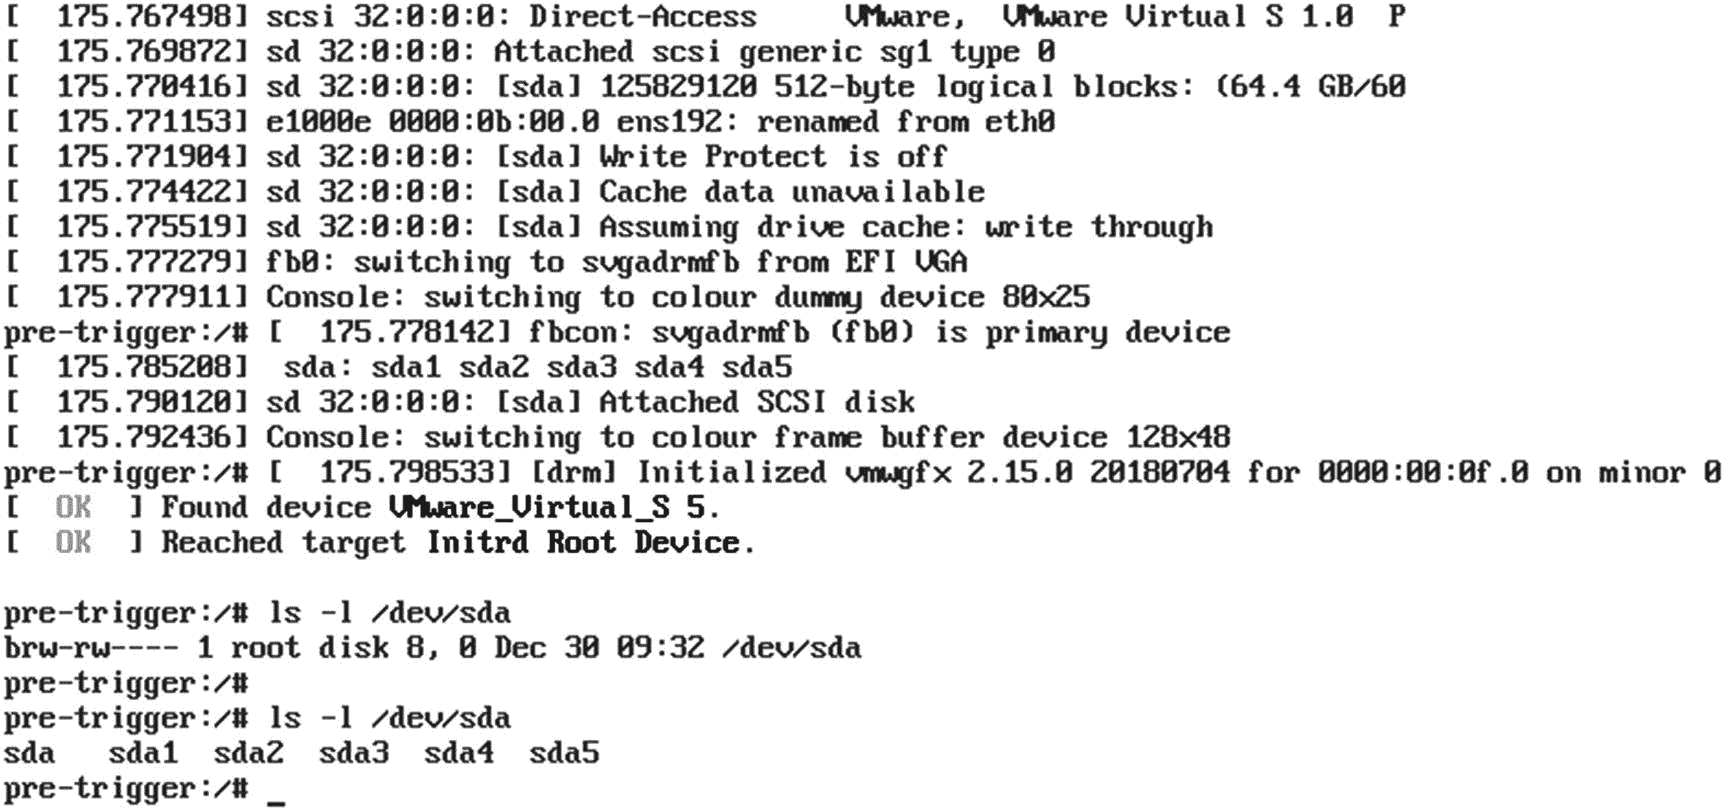 [  175.767498] scsi 32:0:0:0: Direct-Access     VMware,  VMware Virtual S 1.0  P
[  175.769872] sd 32:0:0:0: Attached scsi generic sg1 type 0
[  175.770416] sd 32:0:0:0: [sda] 125829120 512-byte logical blocks: (64.4 GB/60
[  175.771153] e1000e 0000:0b:00.0 ens192: renamed from eth0
[  175.771904] sd 32:0:0:0: [sda] Write Protect is off
[  175.774422] sd 32:0:0:0: [sda] Cache data unavailable
[  175.775519] sd 32:0:0:0: [sda] Assuming drive cache: write through
[  175.777279] fb0: switching to svgadrmfb from EFI VGA
[  175.777911] Console: switching to colour dummy device 80x25
pre-trigger:/# [  175.778142] fbcon: svgadrmfb (fb0) is primary device
[  175.785208]  sda: sda1 sda2 sda3 sda4 sda5
[  175.790120] sd 32:0:0:0: [sda] Attached SCSI disk
[  175.792436] Console: switching to colour frame buffer device 128x48
pre-trigger:/# [  175.798533] [drm] Initialized vmwgfx 2.15.0 20180704 for 0000:00:0f.0 on minor 0
[  OK  ] Found device VMware_Virtual_S 5.
[  OK  ] Reached target Initrd Root Device.
pre-trigger:/# ls -l /dev/sda
brw-rw---- 1 root disk 8, 0 Dec 30 09:32 /dev/sda
pre-trigger:/#
pre-trigger:/# ls -l /dev/sda
sda   sda1  sda2  sda3  sda4  sda5
pre-trigger:/# _